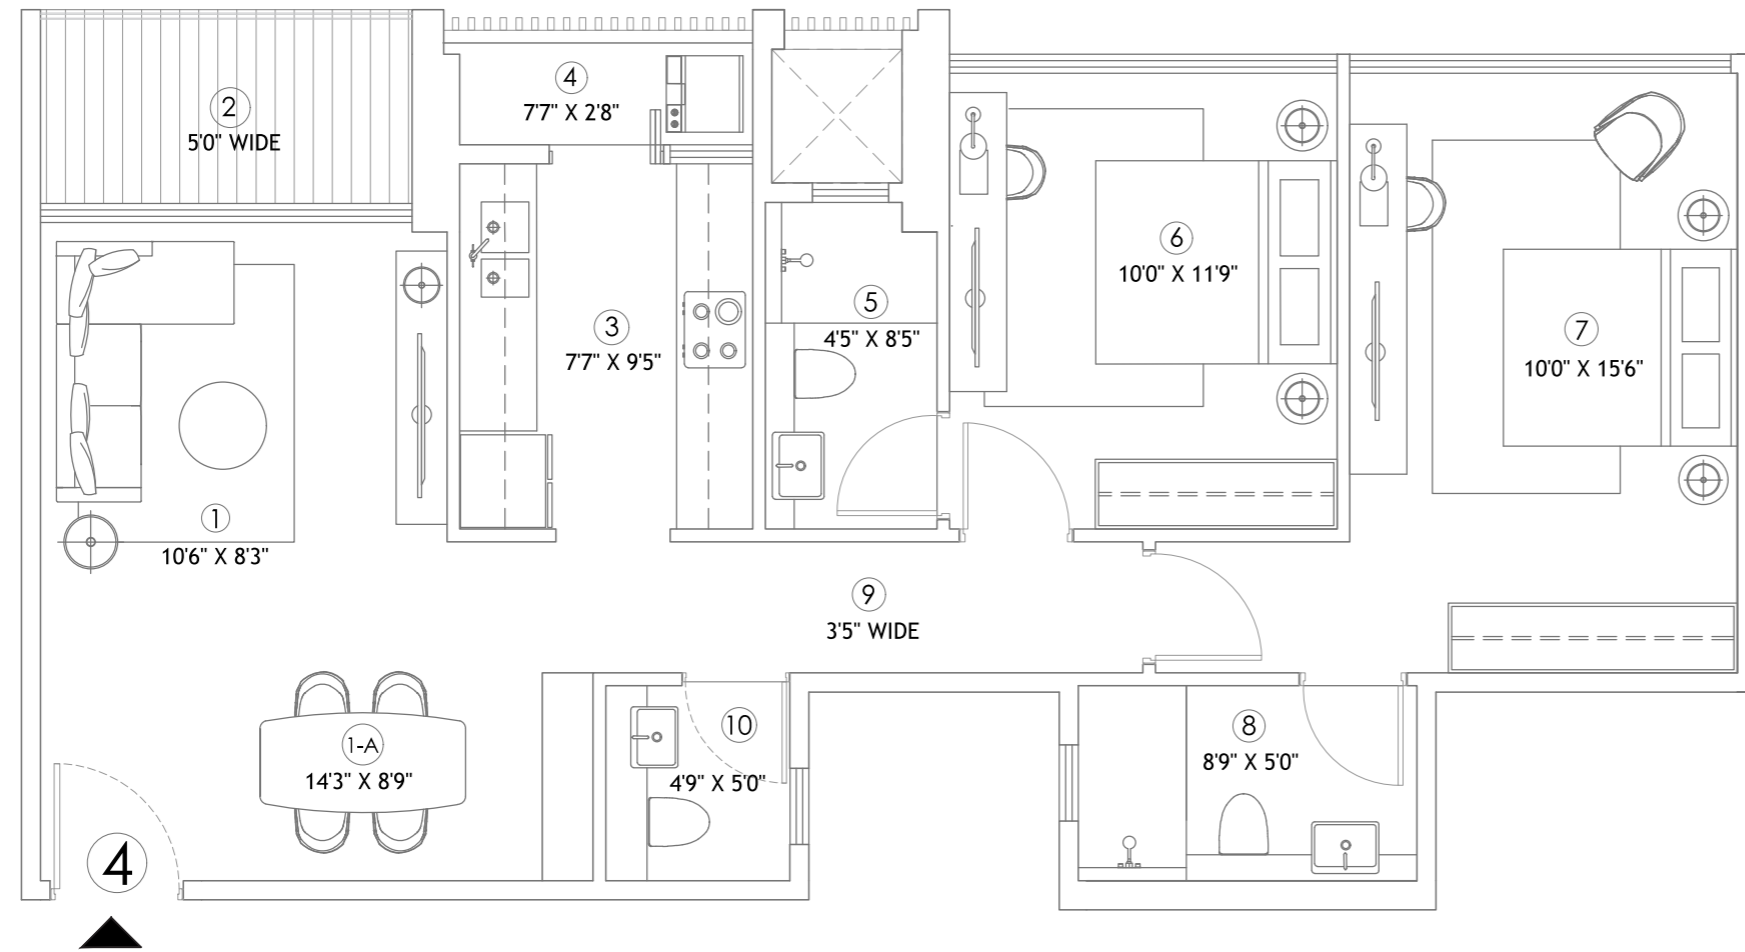 2
5'0" WIDE
4
7'7" X 2'8"
6
10'0" X 11'9"
5
4'5" X 8'5"
3
7'7" X 9'5"
7
10'0" X 15'6"
1
10'6" X 8'3"
9
3'5" WIDE
1-A
14'3" X 8'9"
10
4'9" X 5'0"
8
8'9" X 5'0"
4